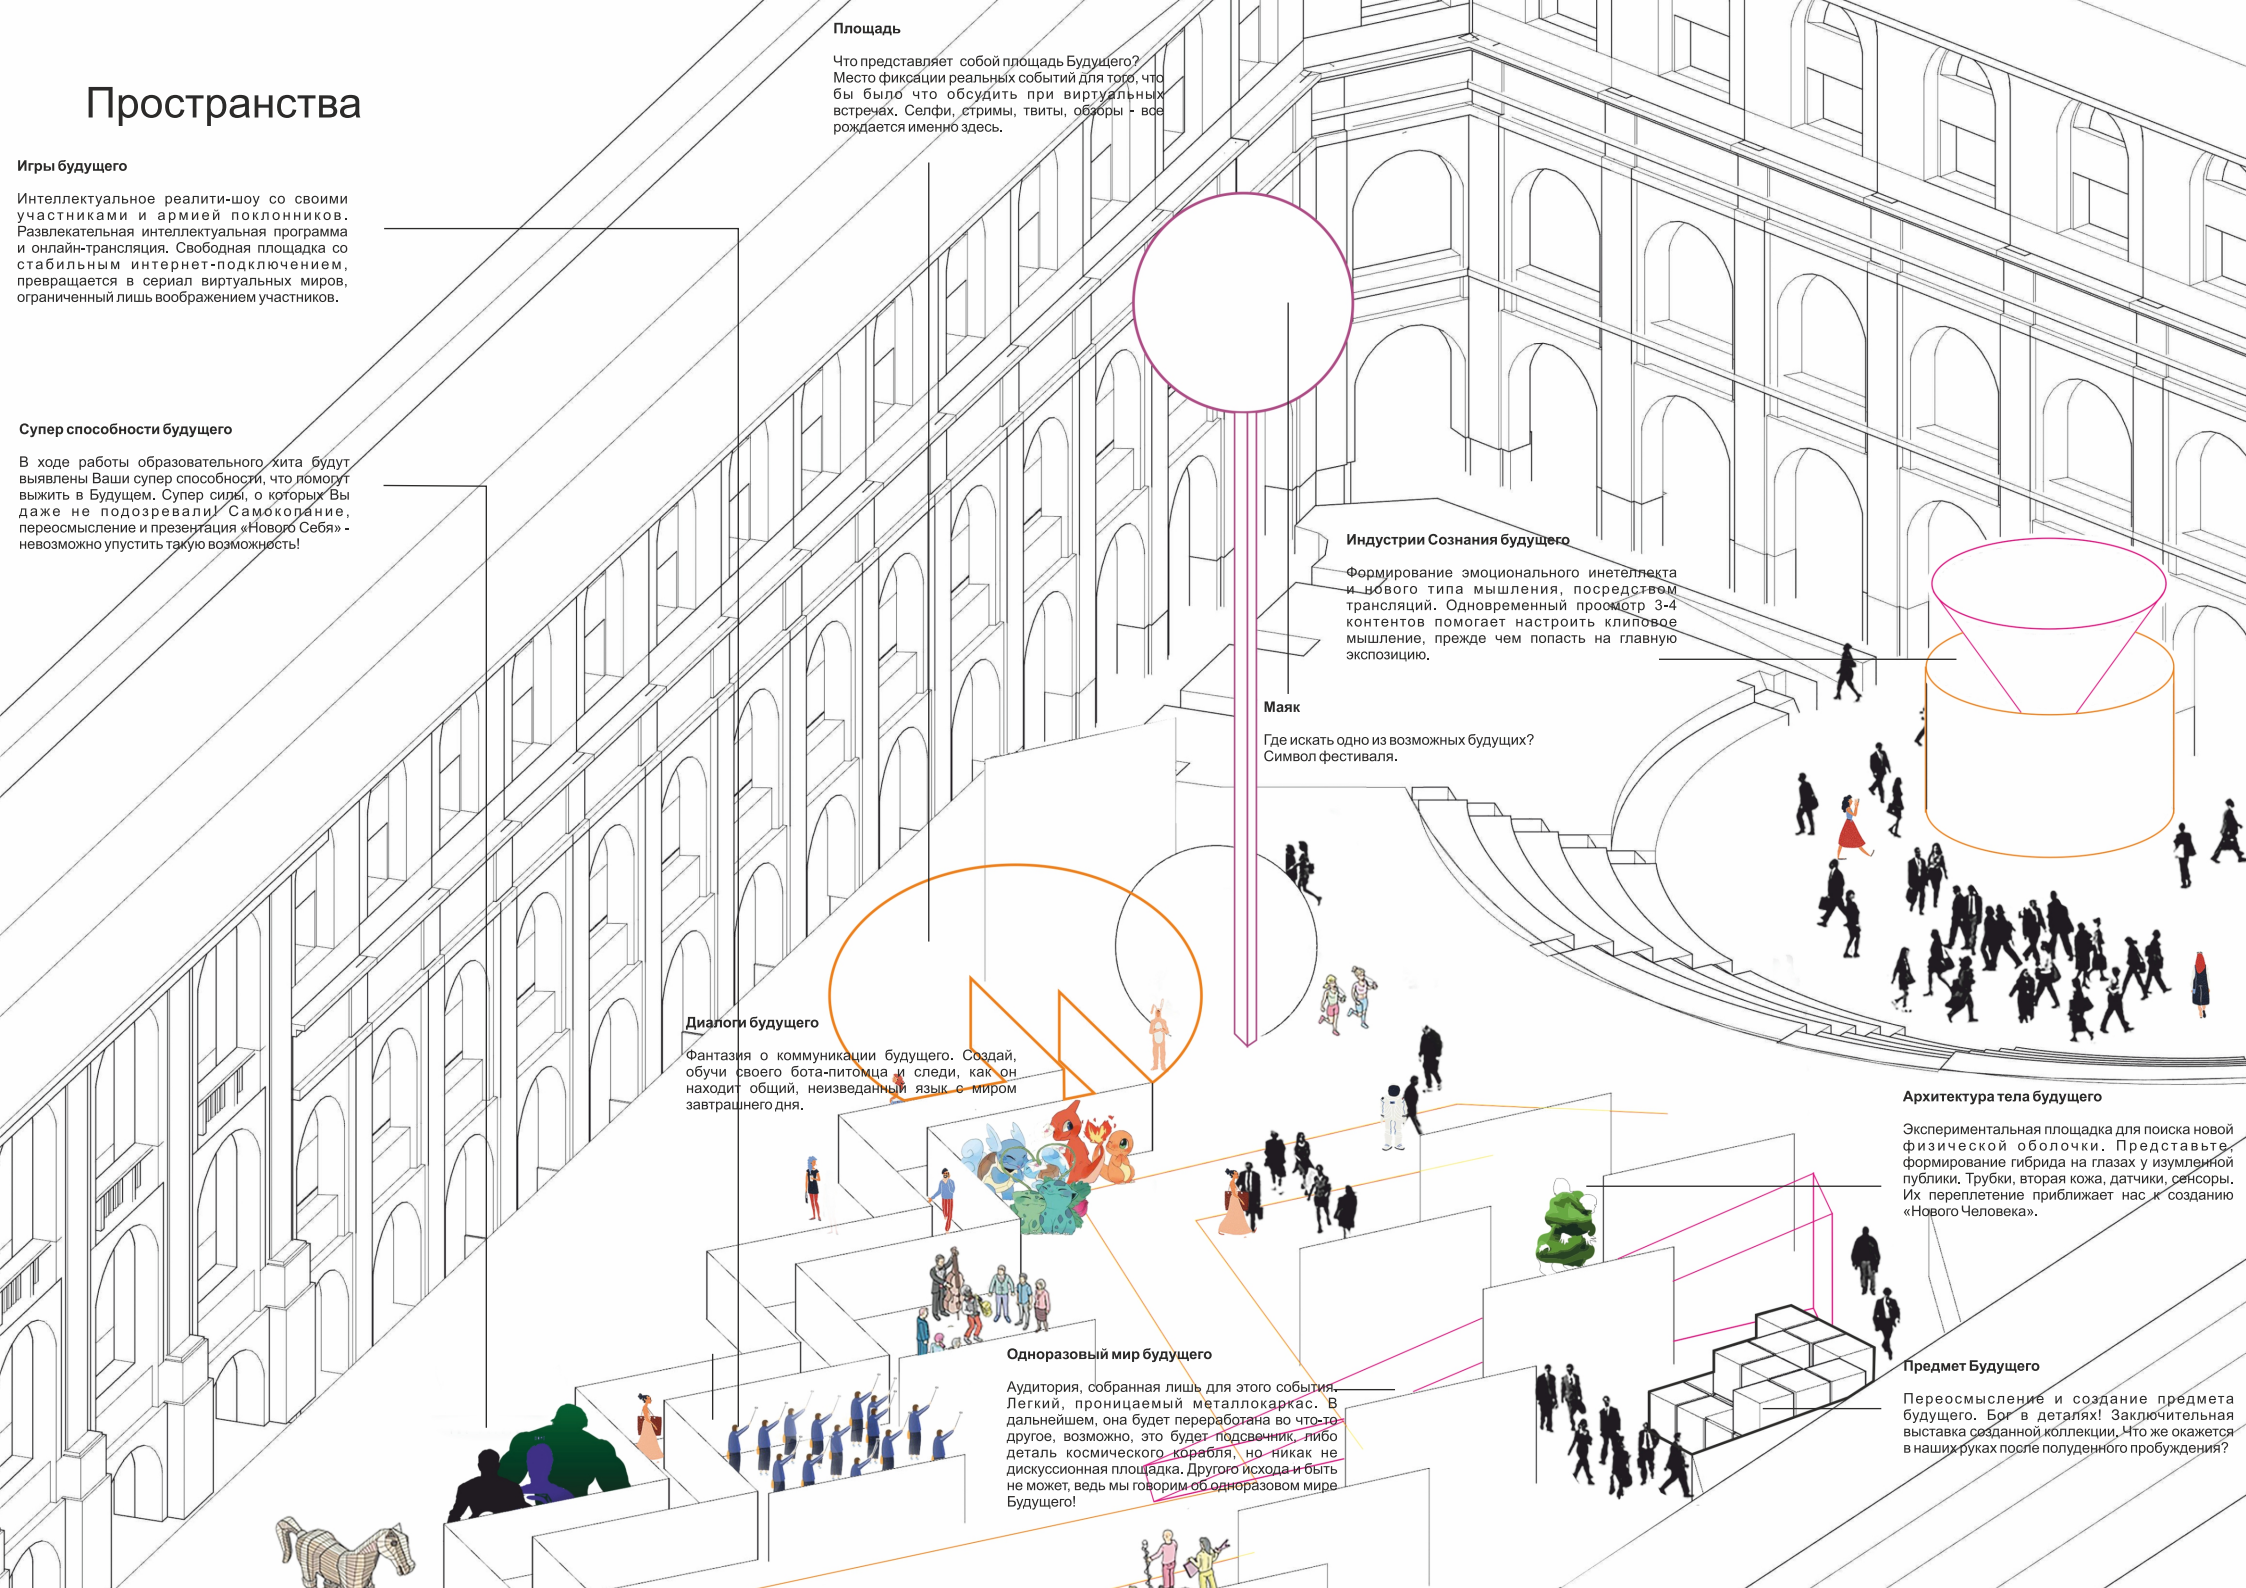 Пространства
Игры будущего
Интеллектуальное реалити-шоу со своими
участниками и армией поклонников.
Развлекательная интеллектуальная программа
и онлайн-трансляция. Свободная площадка со
стабильным интернет-подключением,
превращается в сериал виртуальных миров,
ограниченный лишь воображением участников.
Супер способности будущего
В ходе работы образовательного хита будут
выявлены Ваши супер способности, что помогут
выжить в Будущем. Супер силы, о которых Вы
даже не подозревали! Самокопание,
переосмысление и презентация «Нового Себя» -
невозможно упустить такую возможность!
Площадь
Что представляет собой площадь Будущего?
Место фиксации реальных событий для того, что
бы было что обсудить при виртуальных
встречах. Селфи, стримы, твиты, обзоры - все
рождается именно здесь.
Индустрии Сознания будущего
Формирование эмоционального инетеллекта
и нового типа мышления, посредством
трансляций. Одновременный просмотр 3-4
контентов помогает настроить клиповое
мышление, прежде чем попасть на главную
экспозицию.
Маяк
Где искать одно из возможных будущих?
Символ фестиваля.
Диалоги будущего
Фантазия о коммуникации будущего. Создай,
обучи своего бота-питомца и следи, как он
находит общий, неизведанный язык с миром
завтрашнего дня.
Архитектура тела будущего
Экспериментальная площадка для поиска новой
физической оболочки. Представьте,
формирование гибрида на глазах у изумленной
публики. Трубки, вторая кожа, датчики, сенсоры.
Их переплетение приближает нас к созданию
«Нового Человека».
Одноразовый мир будущего
Аудитория, собранная лишь для этого события.
Легкий, проницаемый металлокаркас. В
дальнейшем, она будет переработана во что-то
другое, возможно, это будет подсвечник, либо
деталь космического корабля, но никак не
дискуссионная площадка. Другого исхода и быть
не может, ведь мы говорим об одноразовом мире
Будущего!
Предмет Будущего
Переосмысление и создание предмета
будущего. Бог в деталях! Заключительная
выставка созданной коллекции. Что же окажется
в наших руках после полуденного пробуждения?